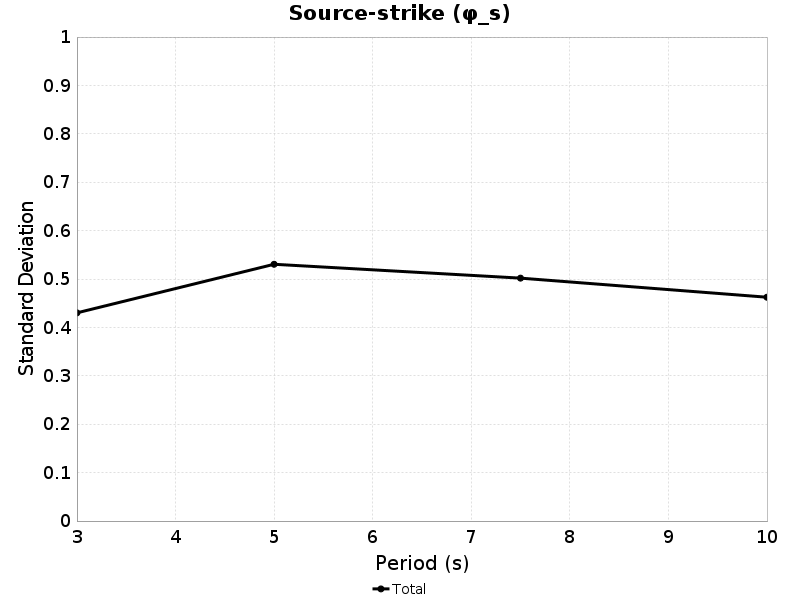 Source-strike (φ_s)
1
0.9
0.8
0.7
0.6
0.5
0.4
0.3
0.2
0.1
0
Standard Deviation
3 4 5 6 7 8 9 10
Period (s)
Total